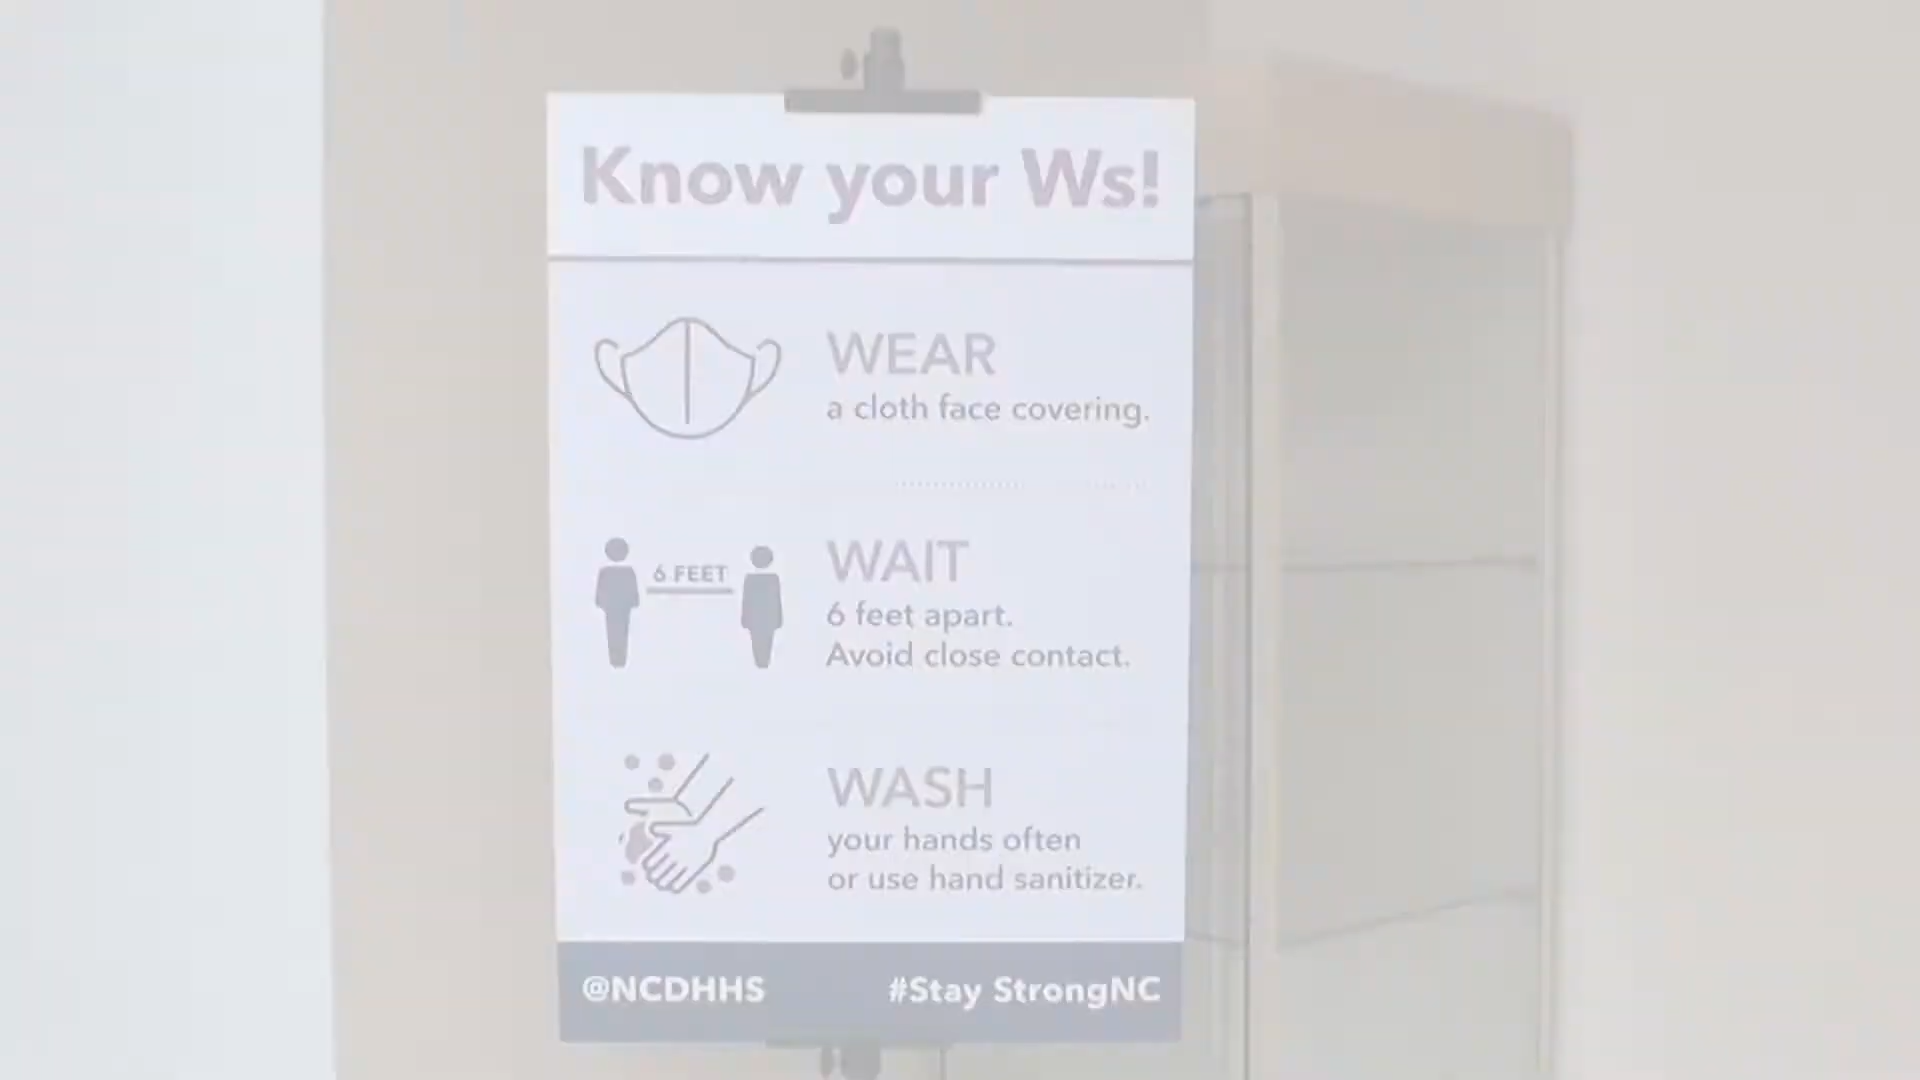 Know your Ws!
WEAR
a cloth face covering.
6 FEET
WAIT
6 feet apart.
Avoid close contact.
WASH
your hands often
or use hand sanitizer.
@NCDHHS
#Stay StrongNC